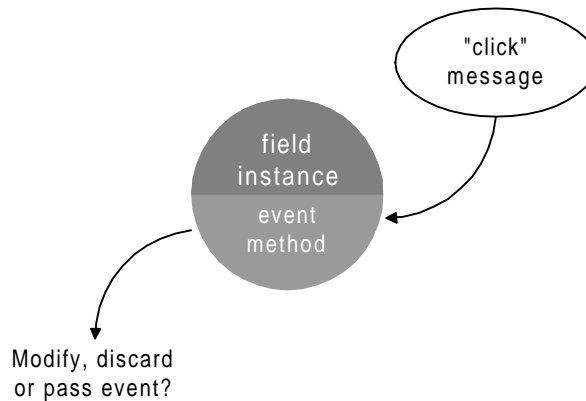 "click"
message
field
instance
event
method
Modify, discard
or pass event?